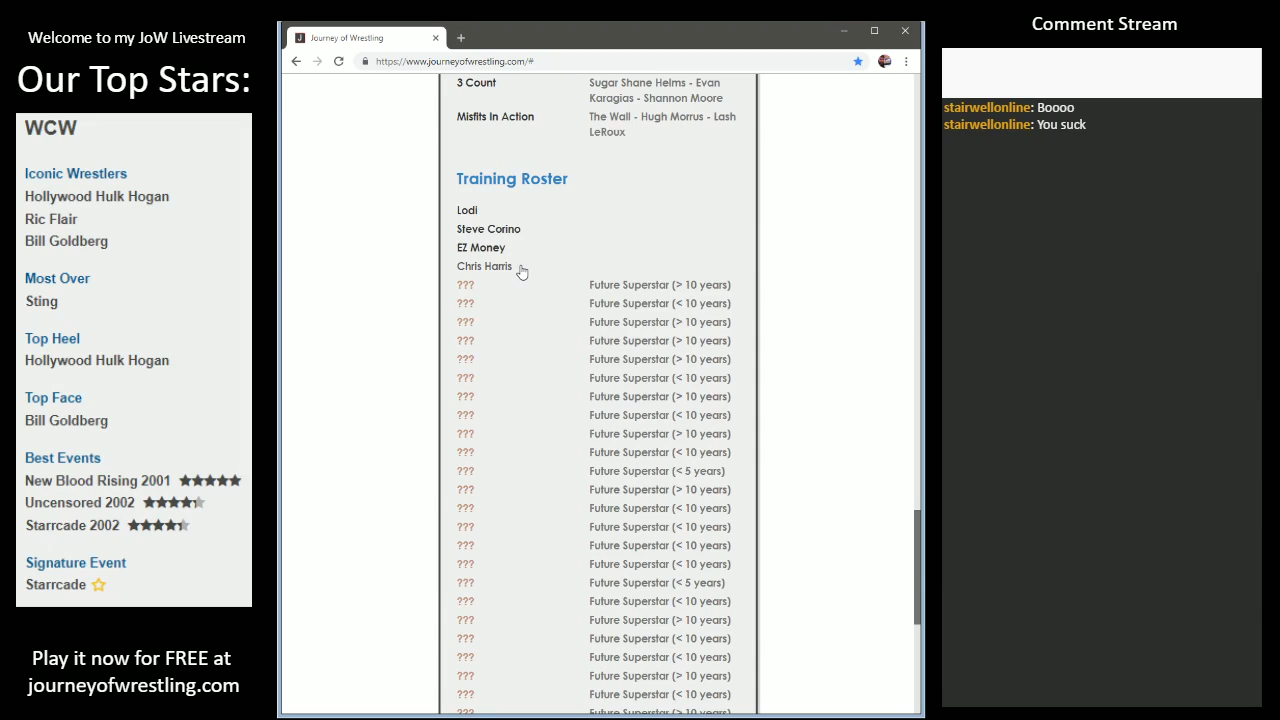 Welcome to my JoW Livestream
Our Top Stars:
WCW
Iconic Wrestlers
Hollywood Hulk Hogan
Ric Flair
Bill Goldberg
Most Over
Sting
Top Heel
Hollywood Hulk Hogan
Top Face
Bill Goldberg
Best Events
New Blood Rising 2001 ★★★★★
Uncensored 2002
Starrcade 2002
Signature Event
Starrcade ☆
Play it now for FREE at
journeyofwrestling.com
Journey of Wrestling
https://www.journeyofwrestling.com/#
3 Count Sugar Shane Helms - Evan
Karagias - Shannon Moore
Misfits In Action The Wall - Hugh Morrus - Lash
LeRoux
Training Roster
Lodi
Steve Corino
EZ Money
Chris Harris
??? Future Superstar (> 10 years)
??? Future Superstar (< 10 years)
??? Future Superstar (> 10 years)
??? Future Superstar (> 10 years)
??? Future Superstar (> 10 years)
??? Future Superstar (< 10 years)
??? Future Superstar (> 10 years)
??? Future Superstar (< 10 years)
??? Future Superstar (> 10 years)
??? Future Superstar (< 10 years)
??? Future Superstar (< 5 years)
??? Future Superstar (> 10 years)
??? Future Superstar (< 10 years)
??? Future Superstar (< 10 years)
??? Future Superstar (< 10 years)
??? Future Superstar (< 10 years)
??? Future Superstar (< 5 years)
??? Future Superstar (< 10 years)
??? Future Superstar (> 10 years)
??? Future Superstar (< 10 years)
??? Future Superstar (< 10 years)
??? Future Superstar (> 10 years)
??? Future Superstar (< 10 years)
??? Future Superstar (> 10 years)
Comment Stream
stairwellonline: Boooo
stairwellonline: You suck